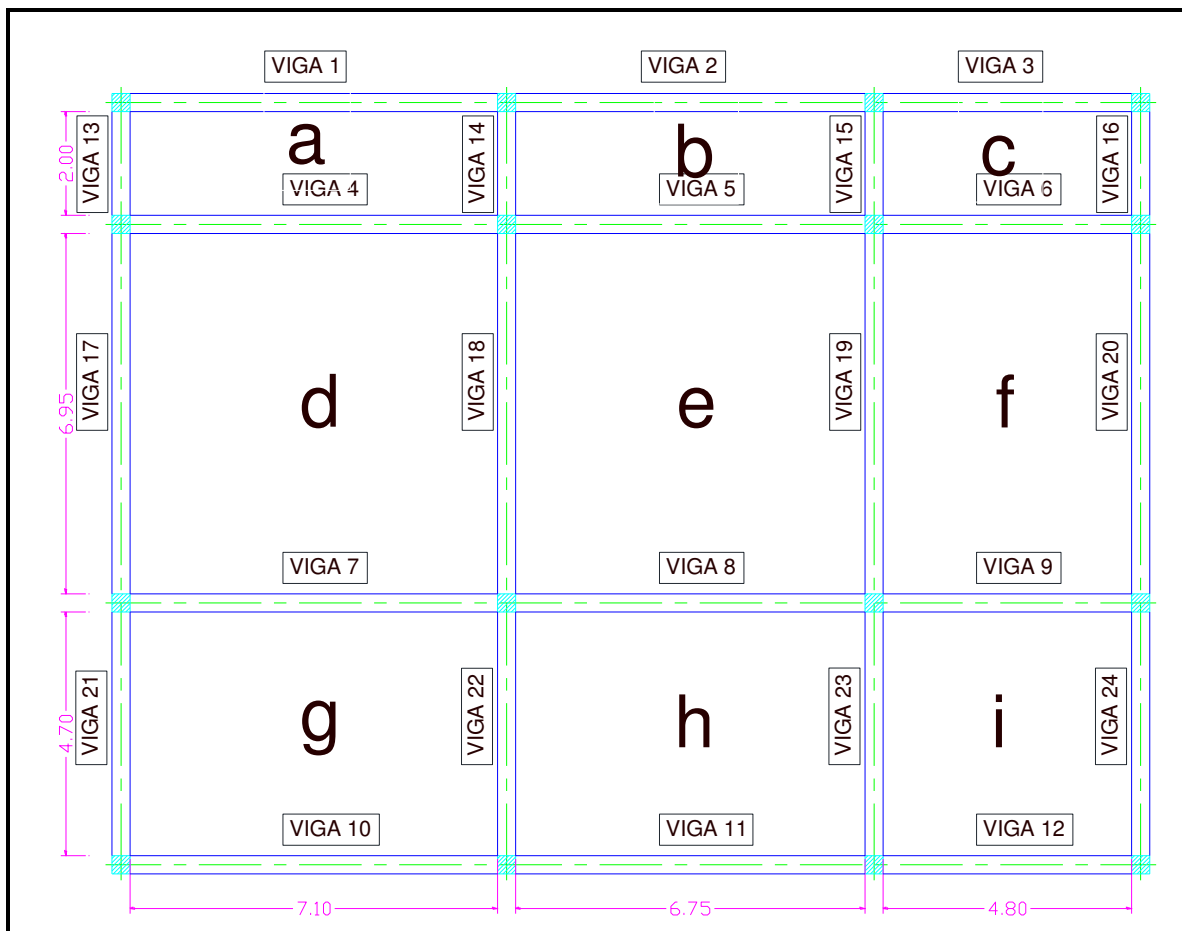 VIGA 1
VIGA 2
VIGA 3
VIGA 13
a
VIGA 14
b
VIGA 15
c
VIGA 16
2.00
VIGA 4
VIGA 5
VIGA 6
VIGA 17
VIGA 18
VIGA 19
VIGA 20
6.95
d
e
f
VIGA 7
VIGA 8
VIGA 9
VIGA 21
VIGA 22
VIGA 23
VIGA 24
4.70
g
h
i
VIGA 10
VIGA 11
VIGA 12
7.10
6.75
4.80